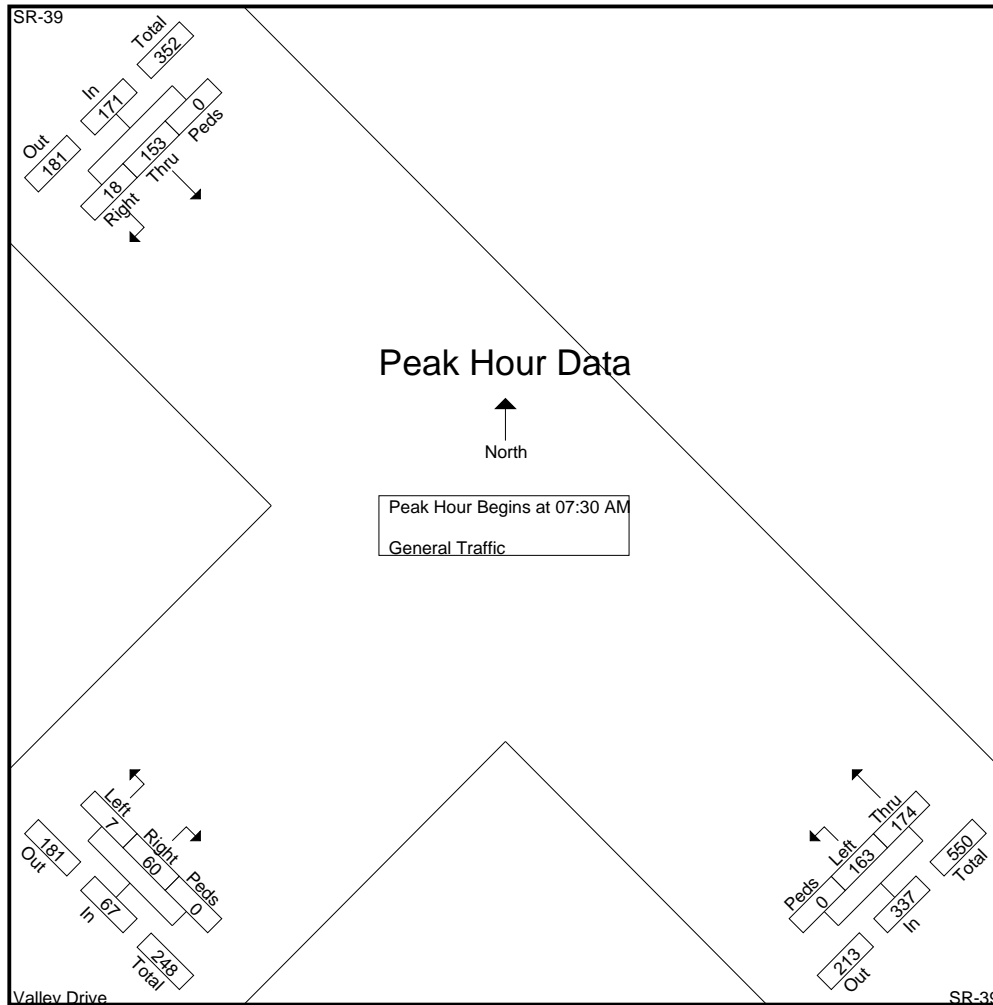 SR-39
Total
352
In
171
Out
181
0
Peds
153
Thru
18
Right
Peak Hour Data
North
Peak Hour Begins at 07:30 AM
General Traffic
Left
7
Right
60
Peds
0
Out
181
In
67
Total
248
Valley Drive
Thru
174
Left
163
Peds
0
550
Total
337
In
213
Out
SR-39